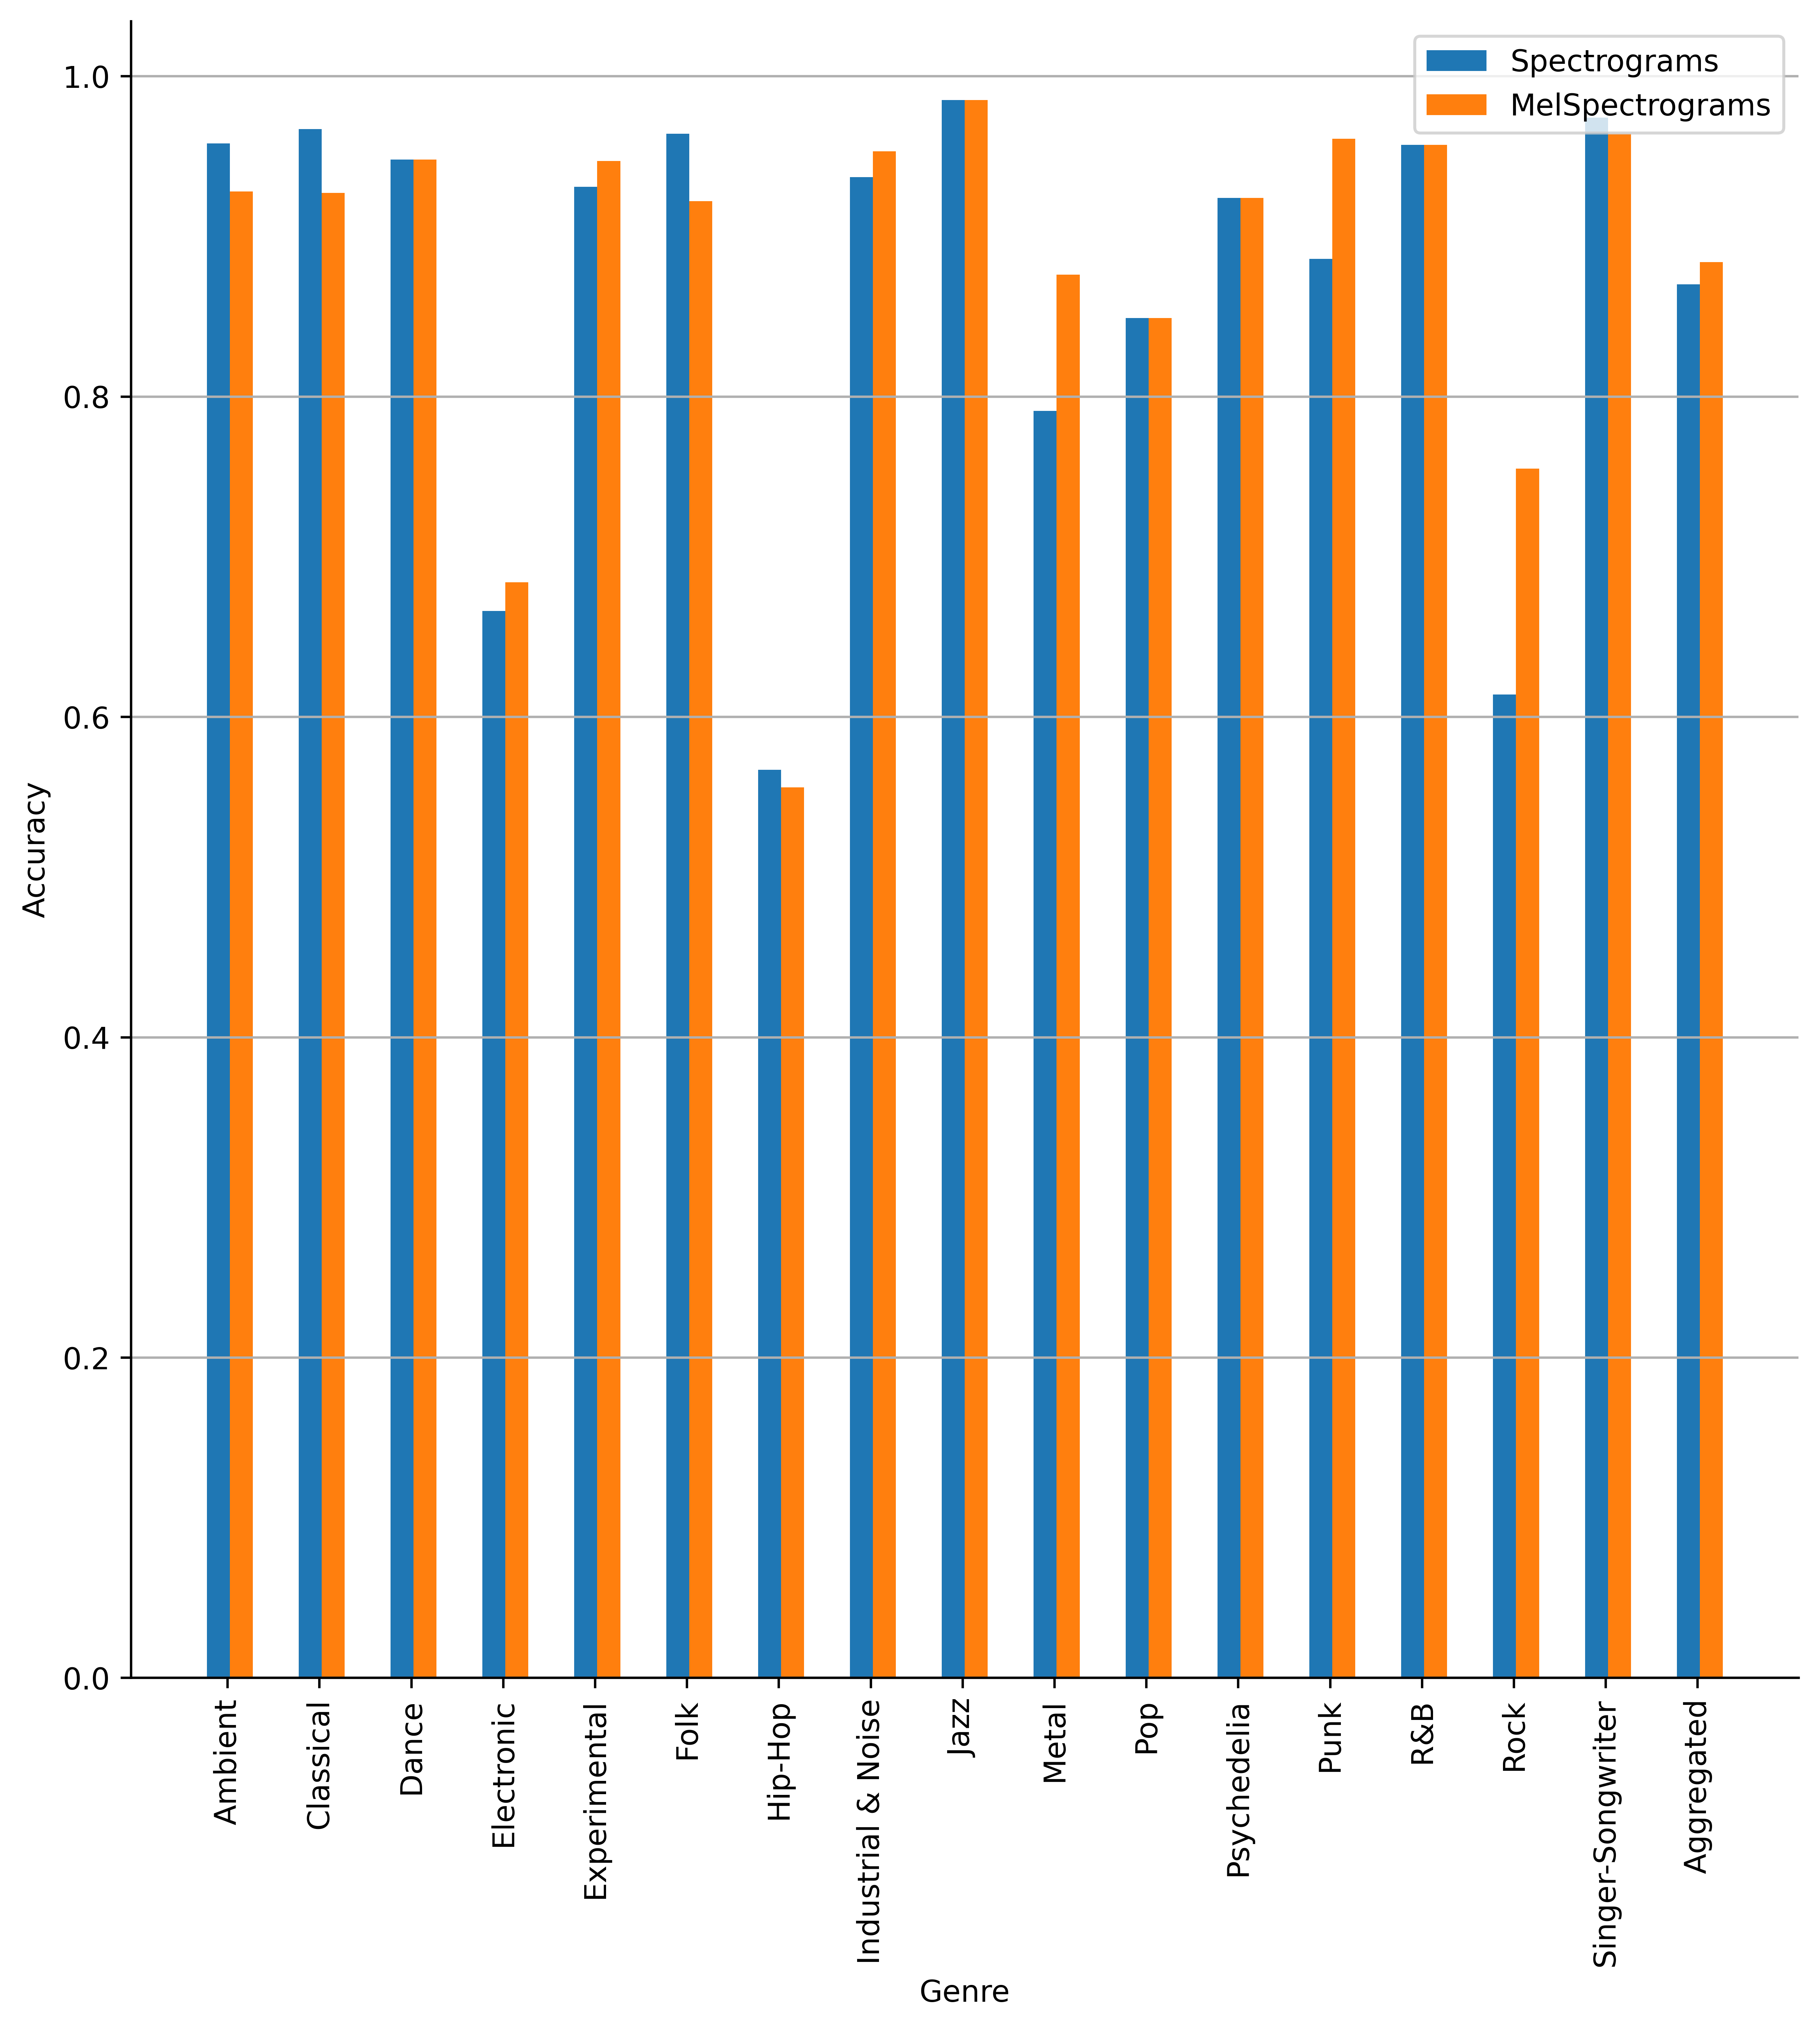 Spectrograms
MelSpectrograms
1.0
0.8
0.6
0.4
0.2
0.0
Accuracy
Ambient
Classical
Dance
Electronic
Experimental
Folk
Hip-Hop
Industrial & Noise
Jazz
Metal
Pop
Psychedelia
Punk
R&B
Rock
Singer-Songwriter
Aggregated
Genre